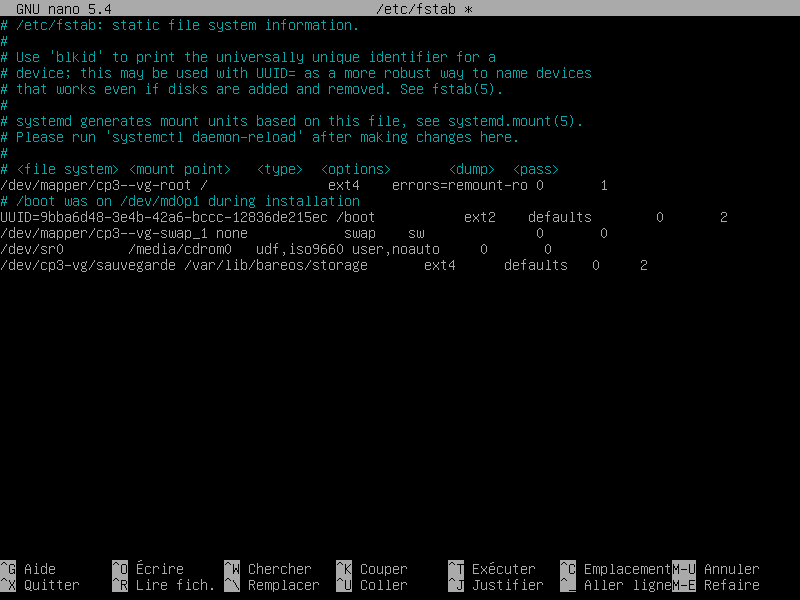 GNU nano 5.4 /etc/fstab *
# /etc/fstab: static file system information.
#
# Use 'blkid' to print the universally unique identifier for a
# device; this may be used with UUID= as a more robust way to name devices
# that works even if disks are added and removed. See fstab(5).
#
# systemd generates mount units based on this file, see systemd.mount(5).
# Please run 'systemctl daemon-reload' after making changes here.
#
# <file system> <mount point>   <type>  <options>       <dump>  <pass>
/dev/mapper/cp3--vg-root /               ext4    errors=remount-ro 0       1
# /boot was on /dev/md0p1 during installation
UUID=9bba6d48-3e4b-42a6-bccc-12836de215ec /boot           ext2    defaults        0       2
/dev/mapper/cp3--vg-swap_1 none            swap    sw              0       0
/dev/sr0        /media/cdrom0   udf,iso9660 user,noauto     0       0
/dev/cp3-vg/sauvegarde /var/lib/bareos/storage       ext4      defaults   0     2
^G Aide ^O Écrire ^W Chercher ^K Couper ^T Exécuter ^C Emplacement M-U Annuler
^X Quitter ^R Lire fich. ^\ Remplacer ^U Coller ^J Justifier ^_ Aller ligne M-E Refaire